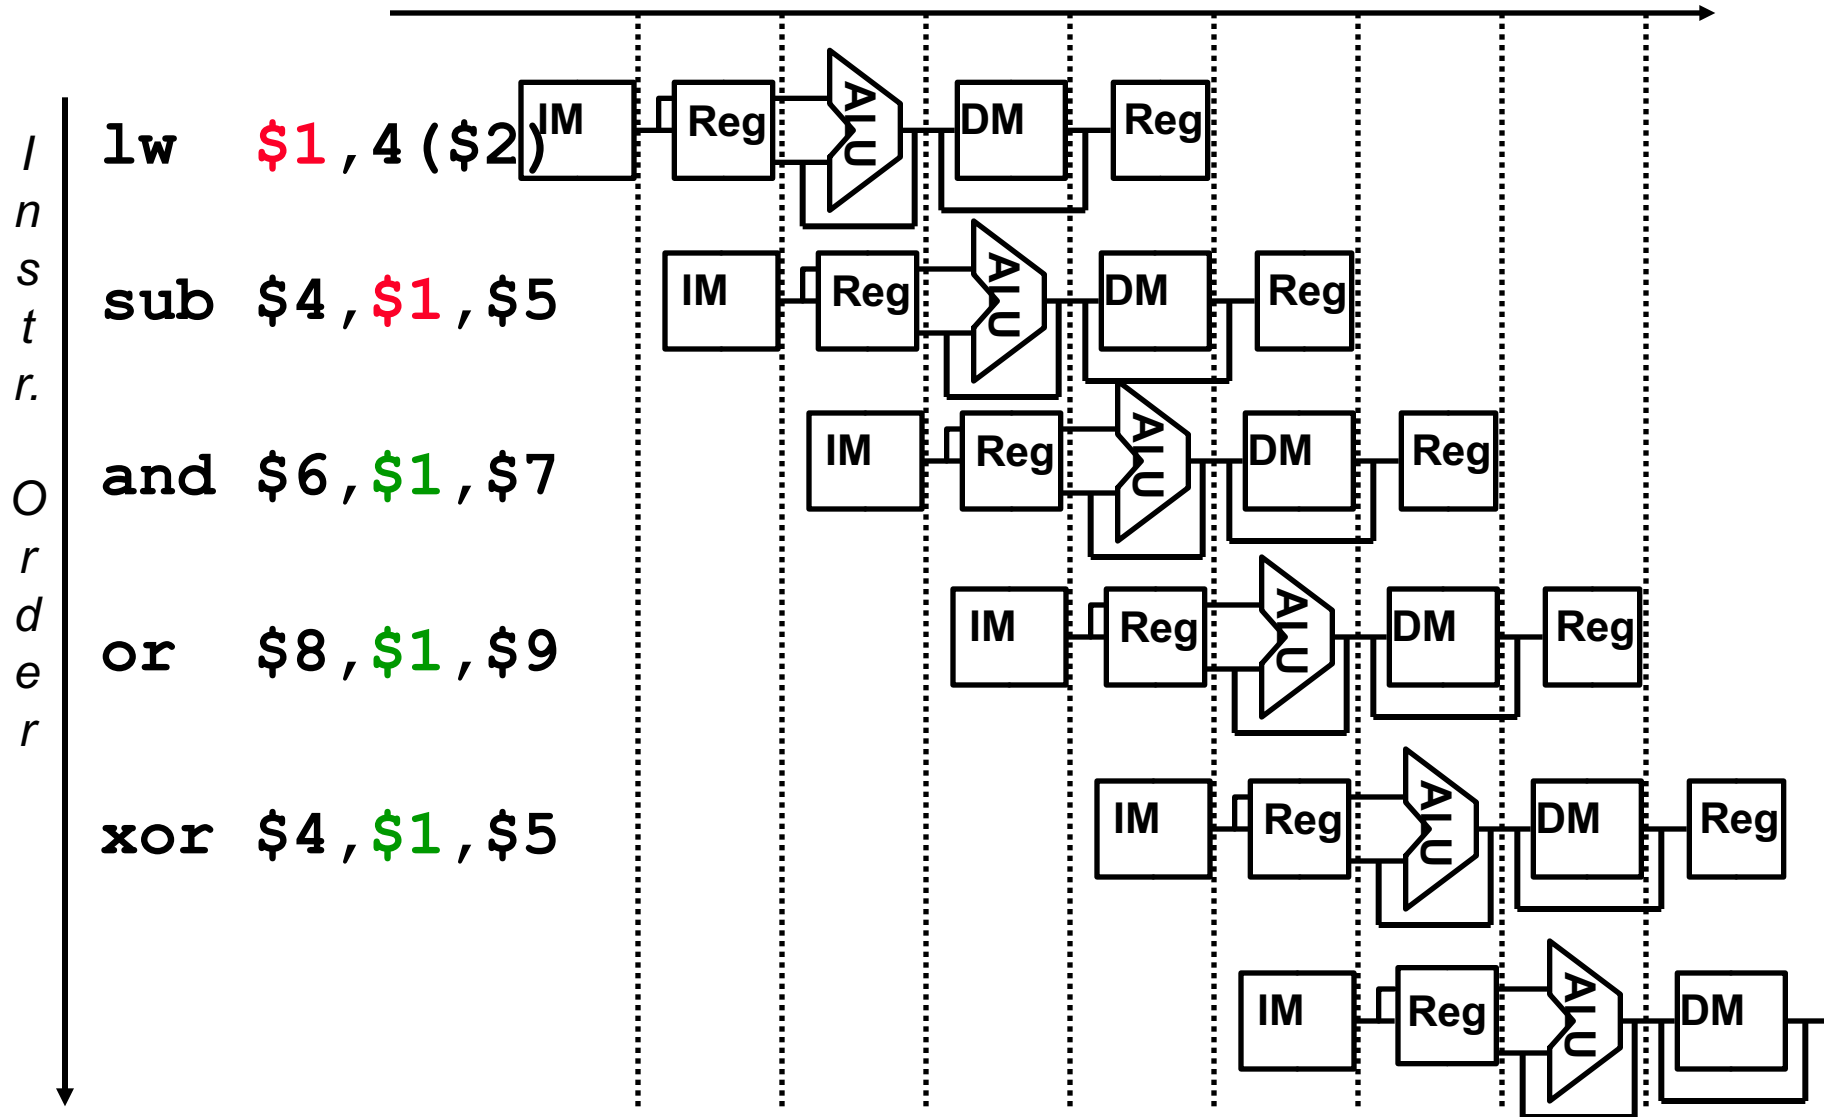 Instr. Order
lw $1,4($2)
IM Reg ALU DM Reg
sub $4,$1,$5
IM Reg ALU DM Reg
and $6,$1,$7
IM Reg ALU DM Reg
or $8,$1,$9
IM Reg ALU DM Reg
xor $4,$1,$5
IM Reg ALU DM Reg
IM Reg ALU DM